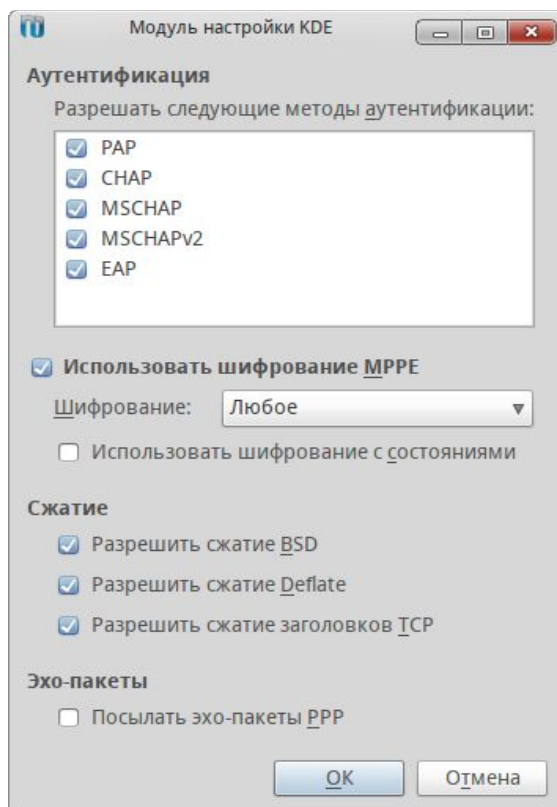 Модуль настройки KDE
Аутентификация
Разрешать следующие методы аутентификации:
PAP
CHAP
MSCHAP
MSCHAPv2
EAP
Использовать шифрование MPPE
Шифрование: Любое
Использовать шифрование с состояниями
Сжатие
Разрешить сжатие BSD
Разрешить сжатие Deflate
Разрешить сжатие заголовков TCP
Эхо-пакеты
Посылать эхо-пакеты PPP
OK Отмена